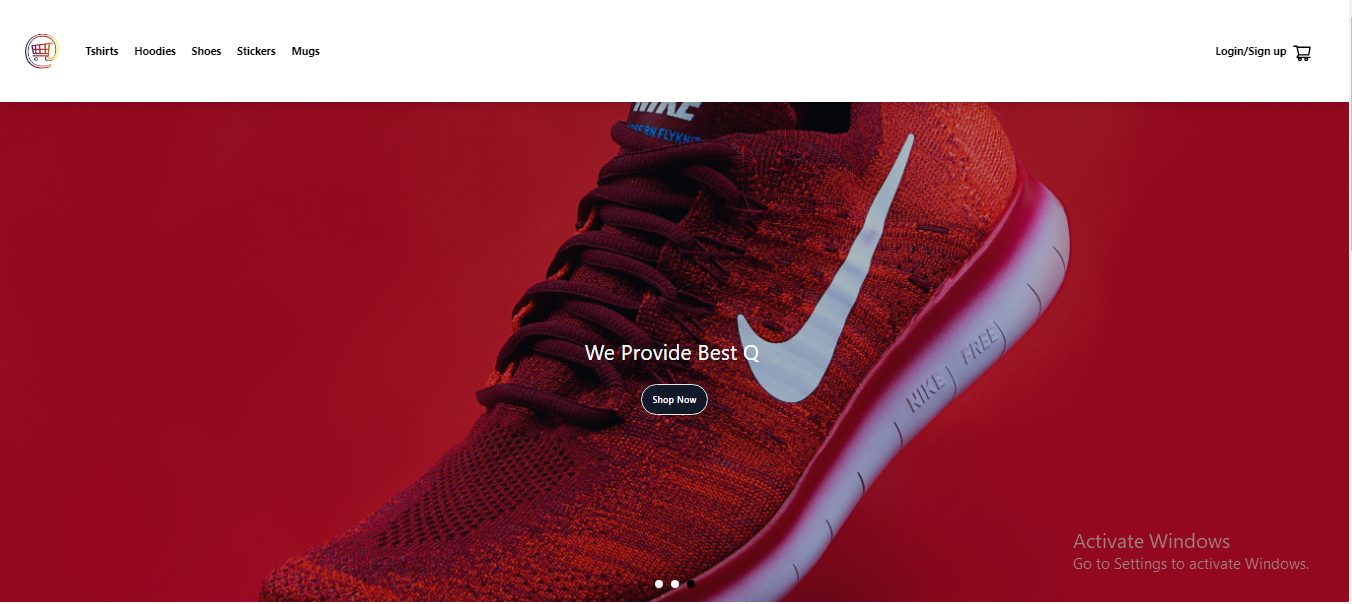 Tshirts Hoodies Shoes Stickers Mugs Login/Sign up
NIKE
MODERN FLYKNIT
We Provide Best Q
NIKE FREE
Shop Now
Activate Windows
Go to Settings to activate Windows.